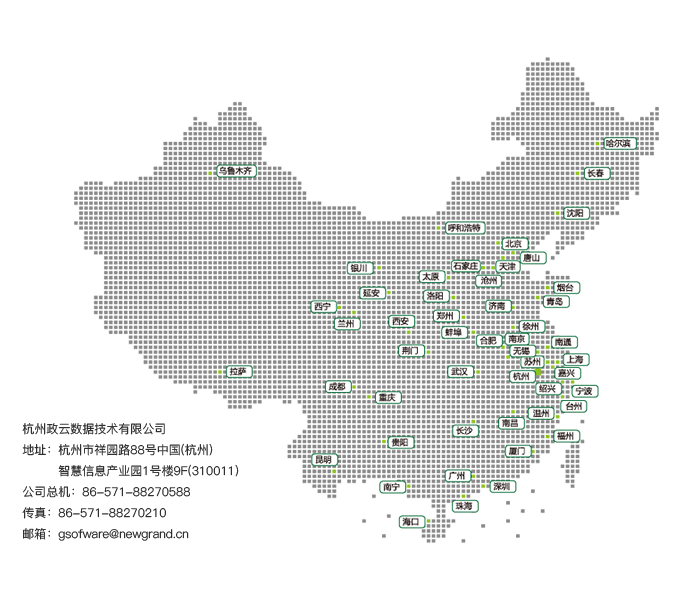 哈尔滨
乌鲁木齐
长春
沈阳
呼和浩特
北京
唐山
银川
石家庄
天津
太原
沧州
烟台
延安
洛阳
青岛
西宁
济南
郑州
兰州
西安
徐州
蚌埠
合肥
南京
南通
荆门
无锡
苏州
上海
拉萨
武汉
杭州
嘉兴
成都
绍兴
宁波
重庆
台州
温州
南昌
长沙
福州
贵阳
厦门
昆明
广州
南宁
深圳
珠海
海口
杭州政云数据技术有限公司
地址：杭州市祥园路88号中国(杭州)
智慧信息产业园1号楼9F(310011)
公司总机：86-571-88270588
传真：86-571-88270210
邮箱：gsofware@newgrand.cn